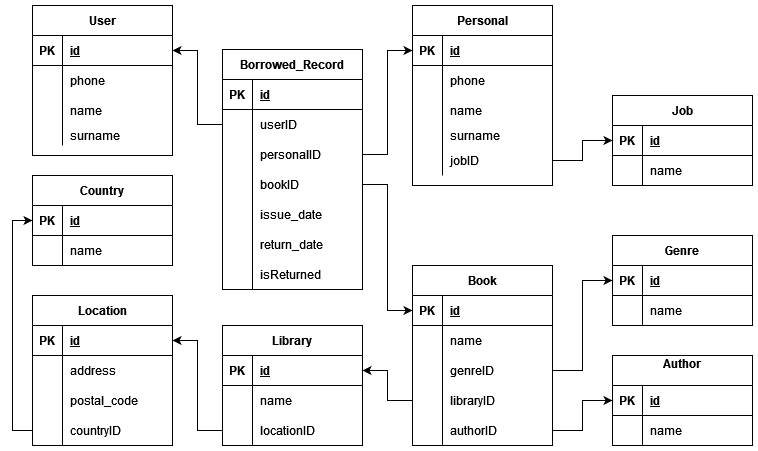 User
PK id
phone
name
surname
Borrowed_Record
PK id
userID
personalID
bookID
issue_date
return_date
isReturned
Personal
PK id
phone
name
surname
jobID
Job
PK id
name
Country
PK id
name
Location
PK id
address
postal_code
countryID
Library
PK id
name
locationID
Book
PK id
name
genreID
libraryID
authorID
Genre
PK id
name
Author
PK id
name